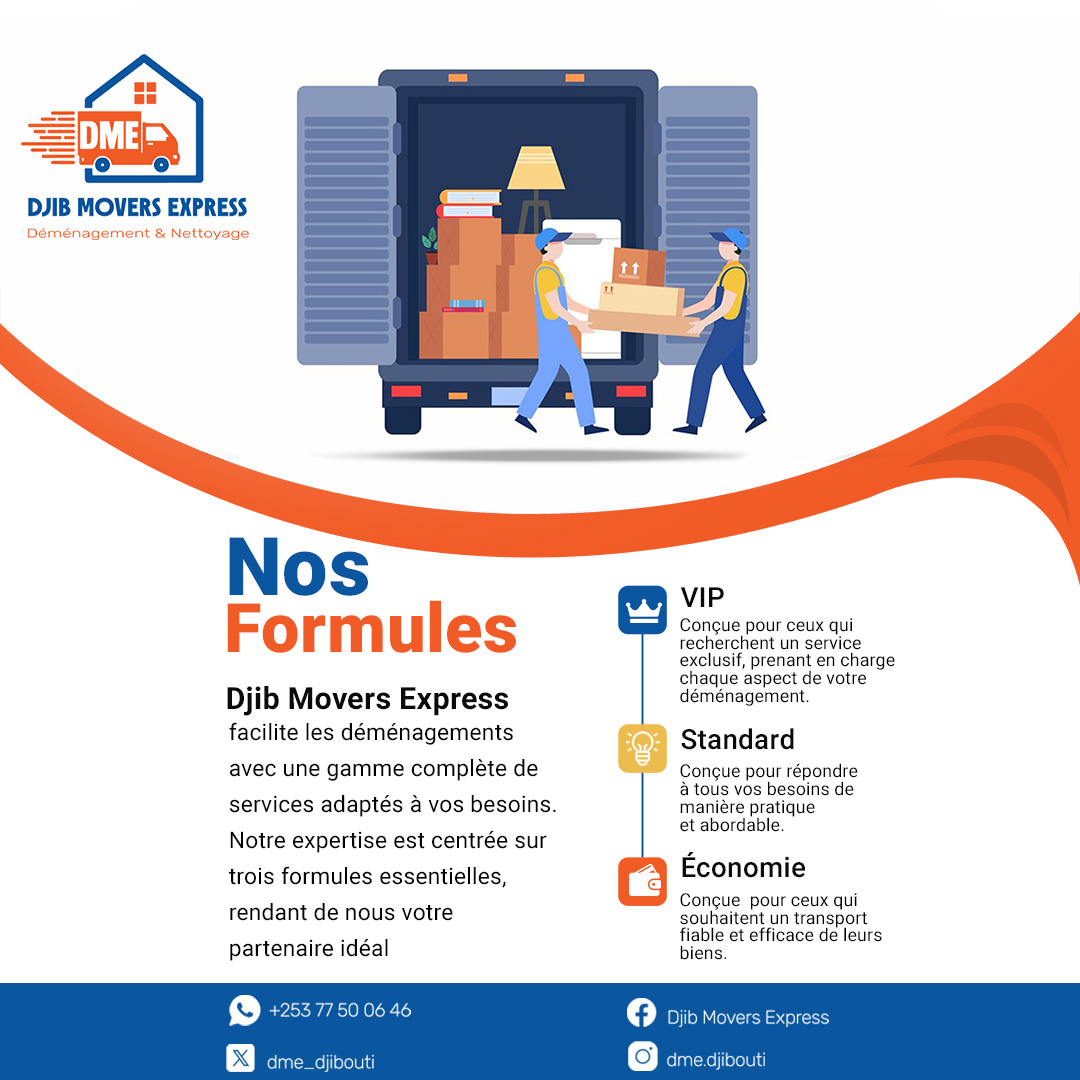 DME
DJIB MOVERS EXPRESS
Déménagement & Nettoyage
Nos
Formules
Djib Movers Express
facilite les déménagements
avec une gamme complète de
services adaptés à vos besoins.
Notre expertise est centrée sur
trois formules essentielles,
rendant de nous votre
partenaire idéal
VIP
Conçue pour ceux qui
recherchent un service
exclusif, prenant en charge
chaque aspect de votre
déménagement.
Standard
Conçue pour répondre
à tous vos besoins de
manière pratique
et abordable.
Économie
Conçue  pour ceux qui
souhaitent un transport
fiable et efficace de leurs
biens.
+253 77 50 06 46
dme_djibouti
Djib Movers Express
dme.djibouti